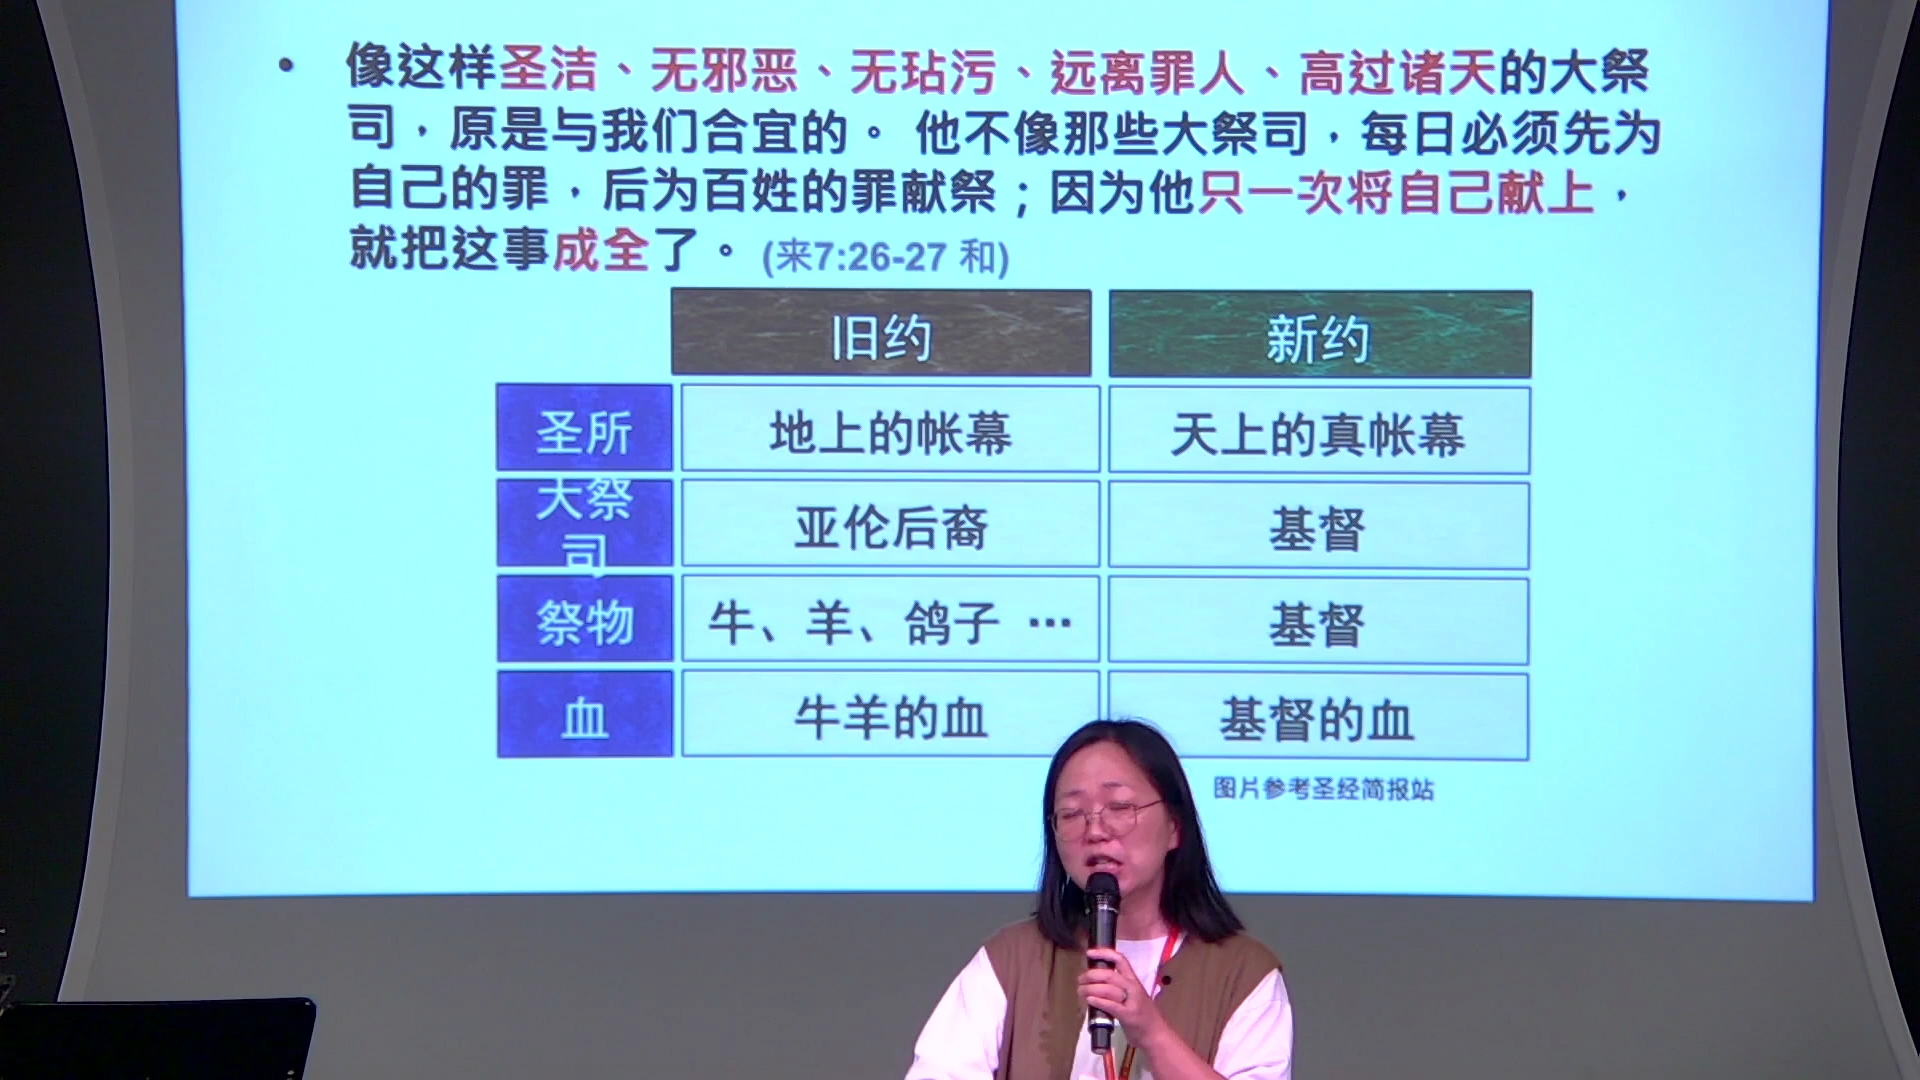 • 像这样圣洁、无邪恶、无玷污、远离罪人、高过诸天的大祭
司，原是与我们合宜的。 他不像那些大祭司，每日必须先为
自己的罪，后为百姓的罪献祭；因为他只一次将自己献上，
就把这事成全了。 (来7:26-27 和)
旧约 新约
圣所 地上的帐幕 天上的真帐幕
大祭
司 亚伦后裔 基督
祭物 牛、羊、鸽子 … 基督
血 牛羊的血 基督的血
图片参考圣经简报站